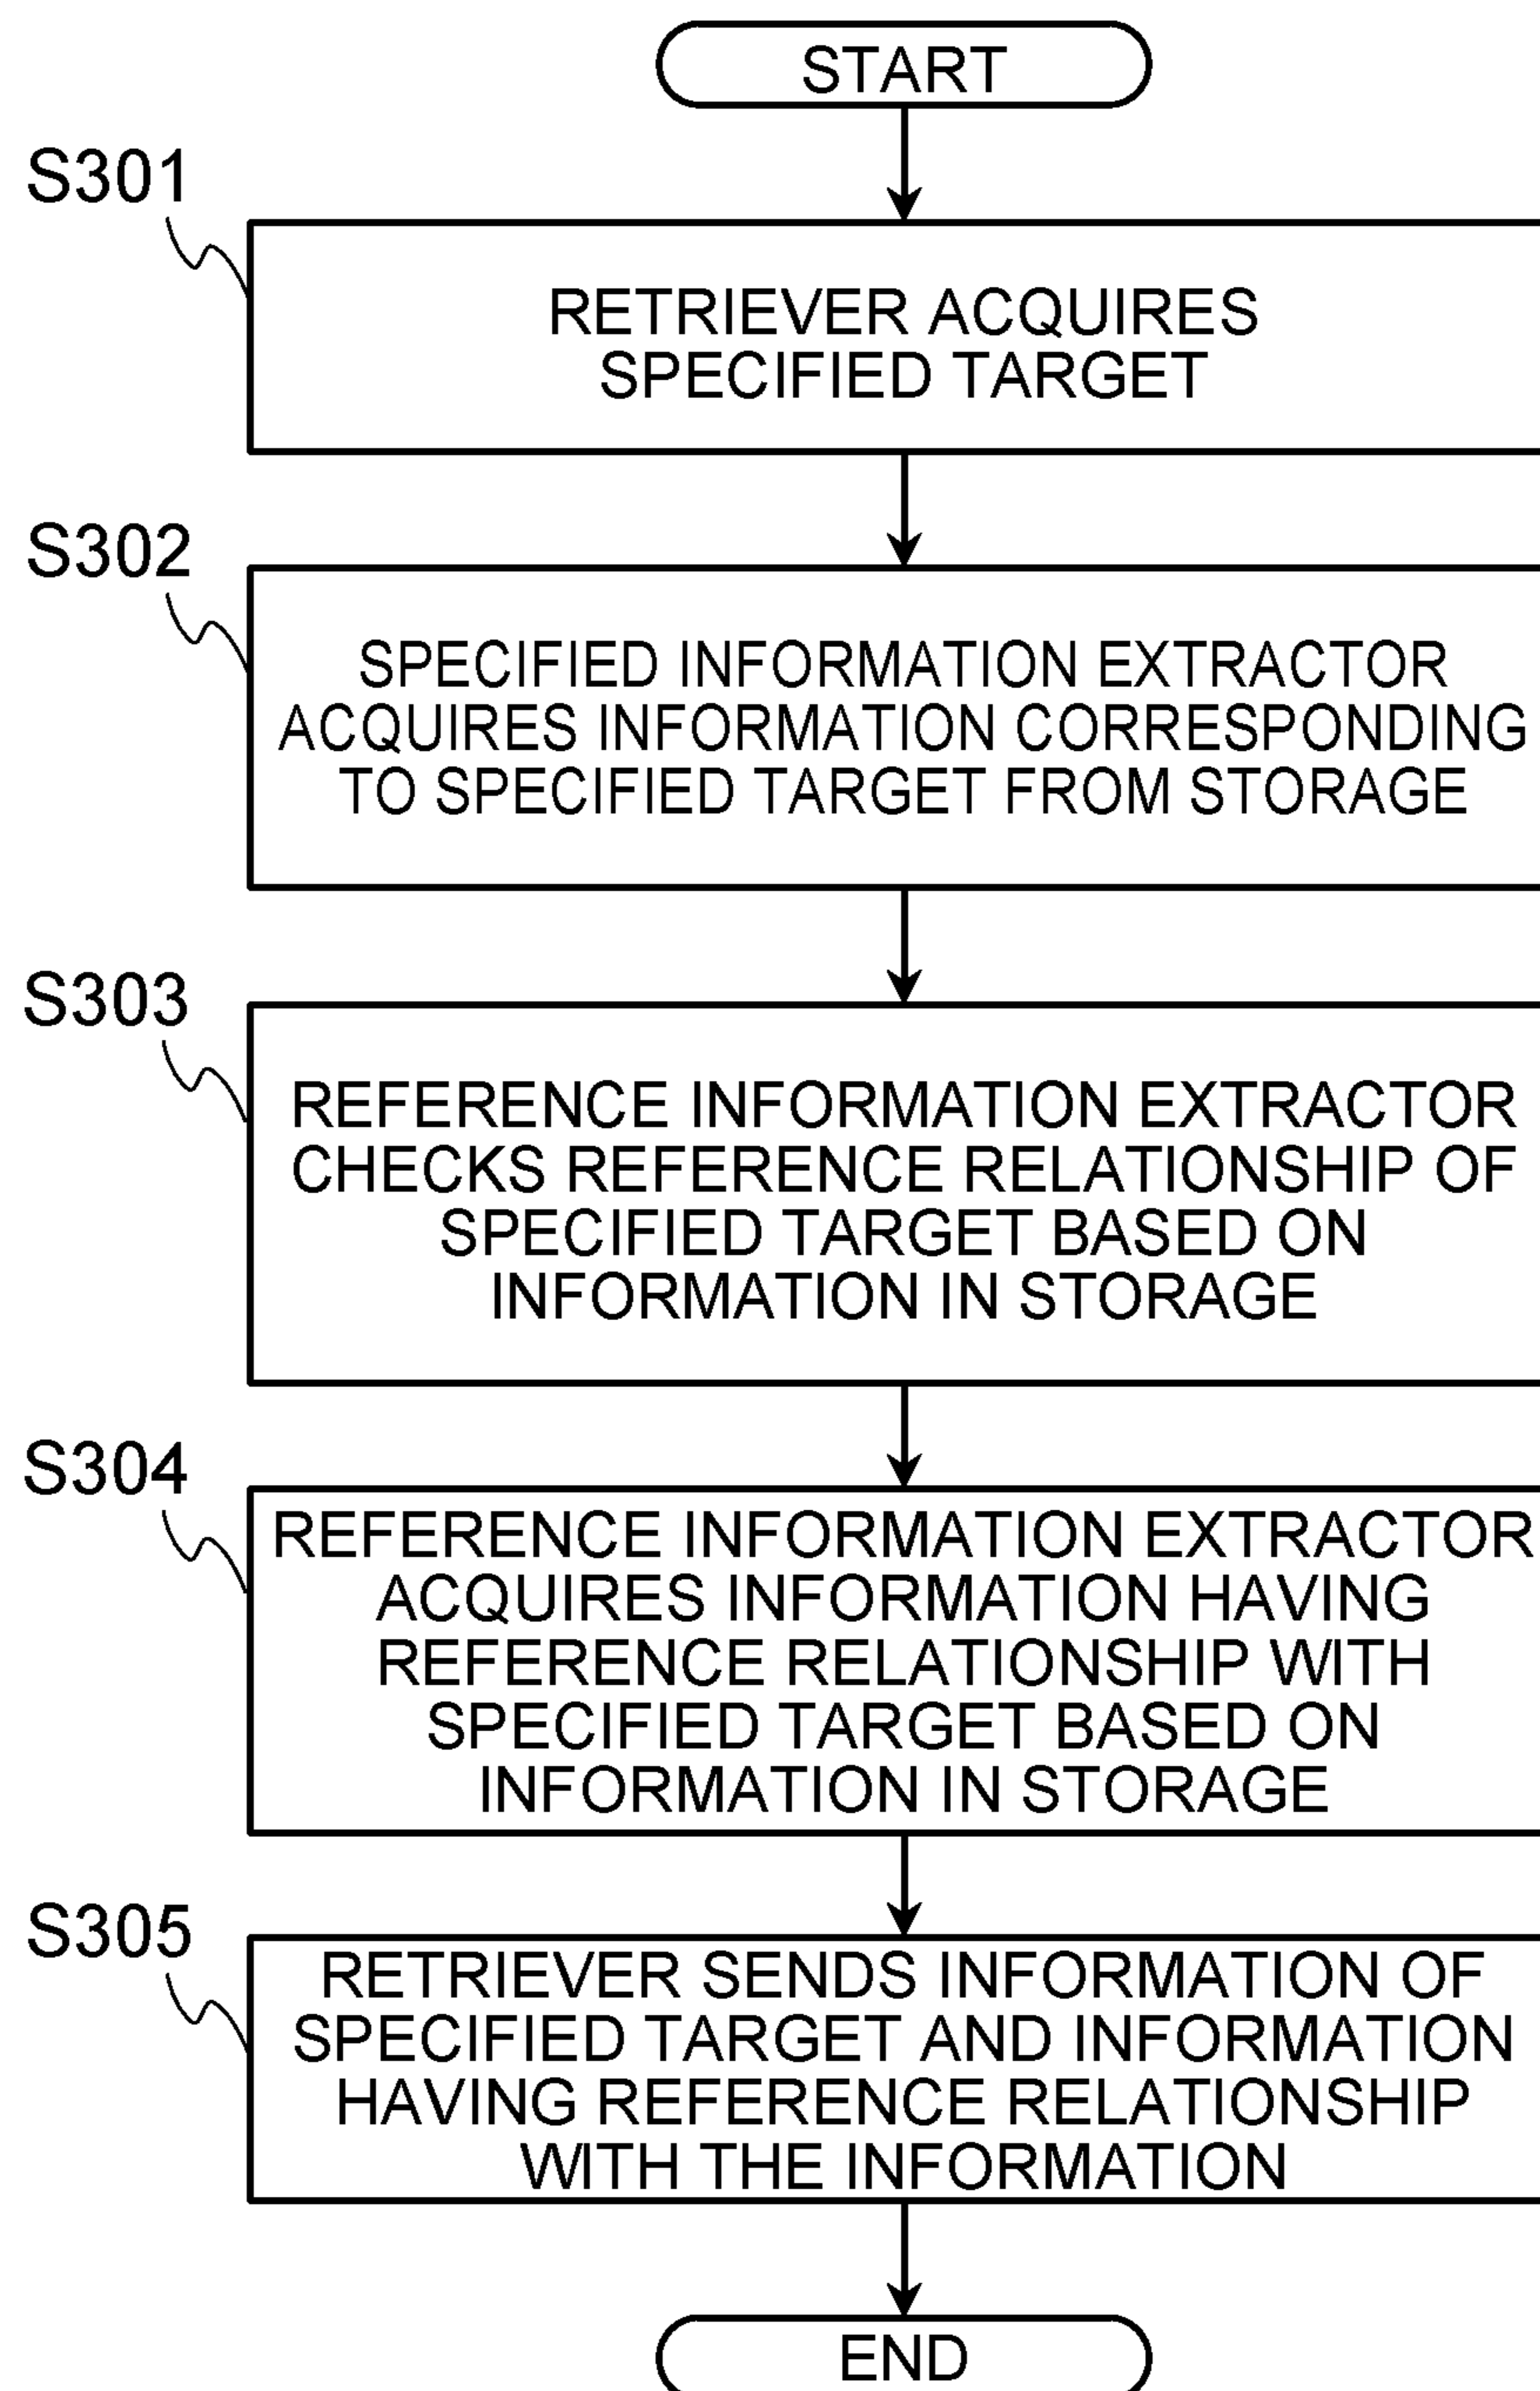 START
S301
RETRIEVER ACQUIRES
SPECIFIED TARGET
S302
SPECIFIED INFORMATION EXTRACTOR
ACQUIRES INFORMATION CORRESPONDING
TO SPECIFIED TARGET FROM STORAGE
S303
REFERENCE INFORMATION EXTRACTOR
CHECKS REFERENCE RELATIONSHIP OF
SPECIFIED TARGET BASED ON
INFORMATION IN STORAGE
S304
REFERENCE INFORMATION EXTRACTOR
ACQUIRES INFORMATION HAVING
REFERENCE RELATIONSHIP WITH
SPECIFIED TARGET BASED ON
INFORMATION IN STORAGE
S305
RETRIEVER SENDS INFORMATION OF
SPECIFIED TARGET AND INFORMATION
HAVING REFERENCE RELATIONSHIP
WITH THE INFORMATION
END